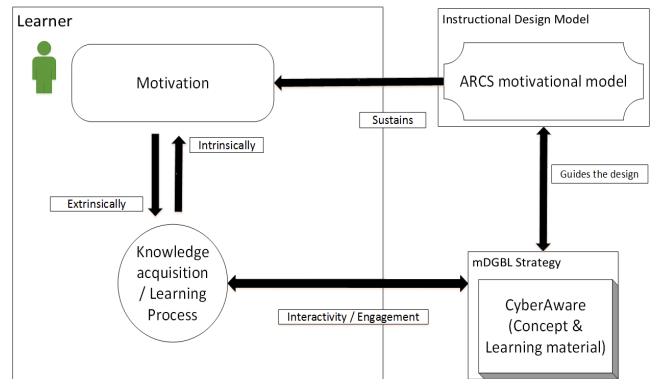 Learner
Instructional Design Model
Motivation
ARCS motivational model
Sustains
Intrinsically
Extrinsically
Guides the design
Knowledge
acquisition
/ Learning
Process
Interactivity / Engagement
mDGBL Strategy
CyberAware
(Concept &
Learning material)